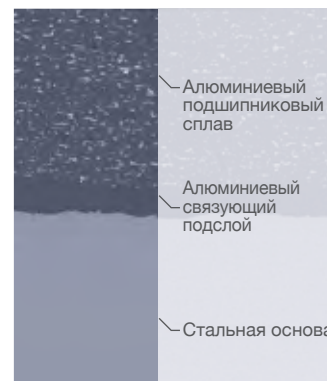 Алюминиевый
подшипниковый
сплав
Алюминиевый
связующий
подслой
Стальная основа